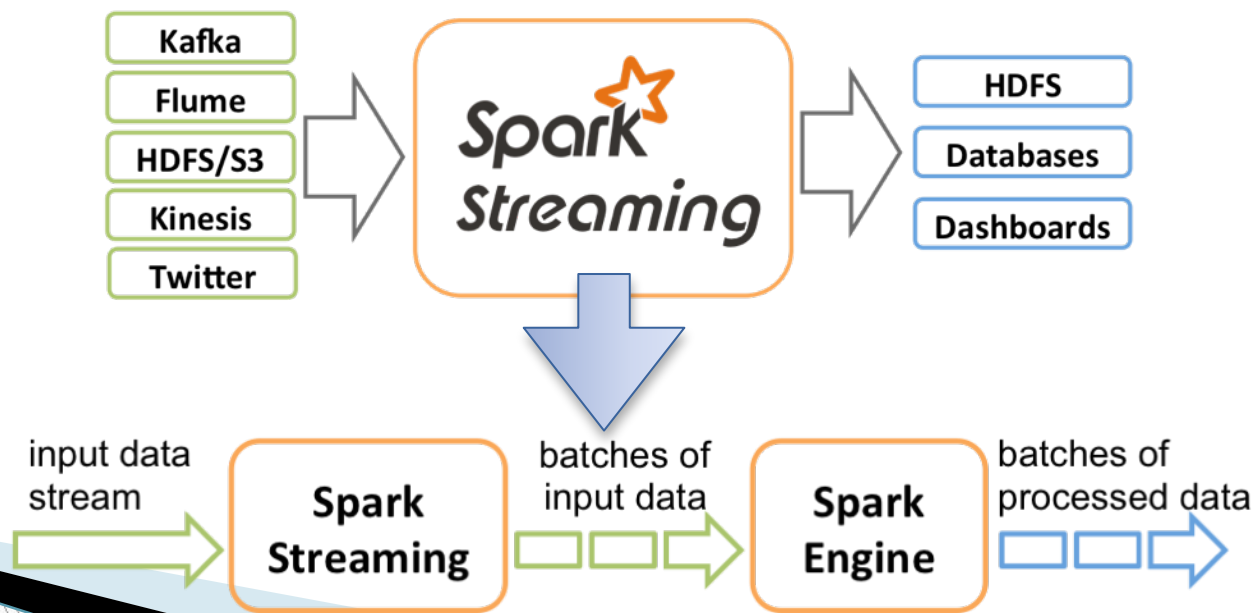 Kafka
Flume
HDFS/S3
Kinesis
Twitter
Spark
Streaming
HDFS
Databases
Dashboards
input data
stream
Spark
Streaming
batches of
input data
Spark
Engine
batches of
processed data